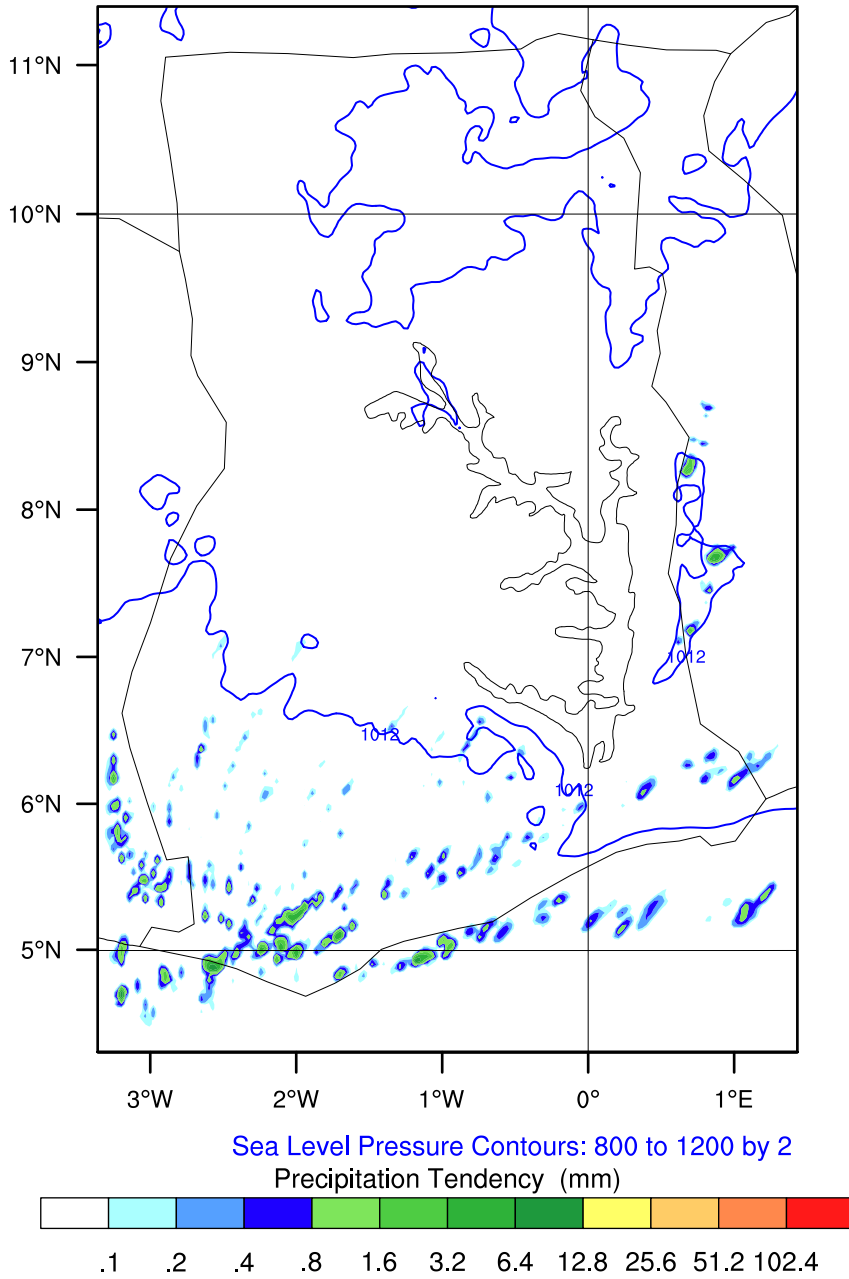 11°N
10°N
9°N
8°N
7°N
1012
1012
1012
6°N
5°N
3°W 2°W 1°W 0° 1°E
Sea Level Pressure Contours: 800 to 1200 by 2
Precipitation Tendency (mm)
.1 .2 .4 .8 1.6 3.2 6.4 12.8 25.6 51.2 102.4